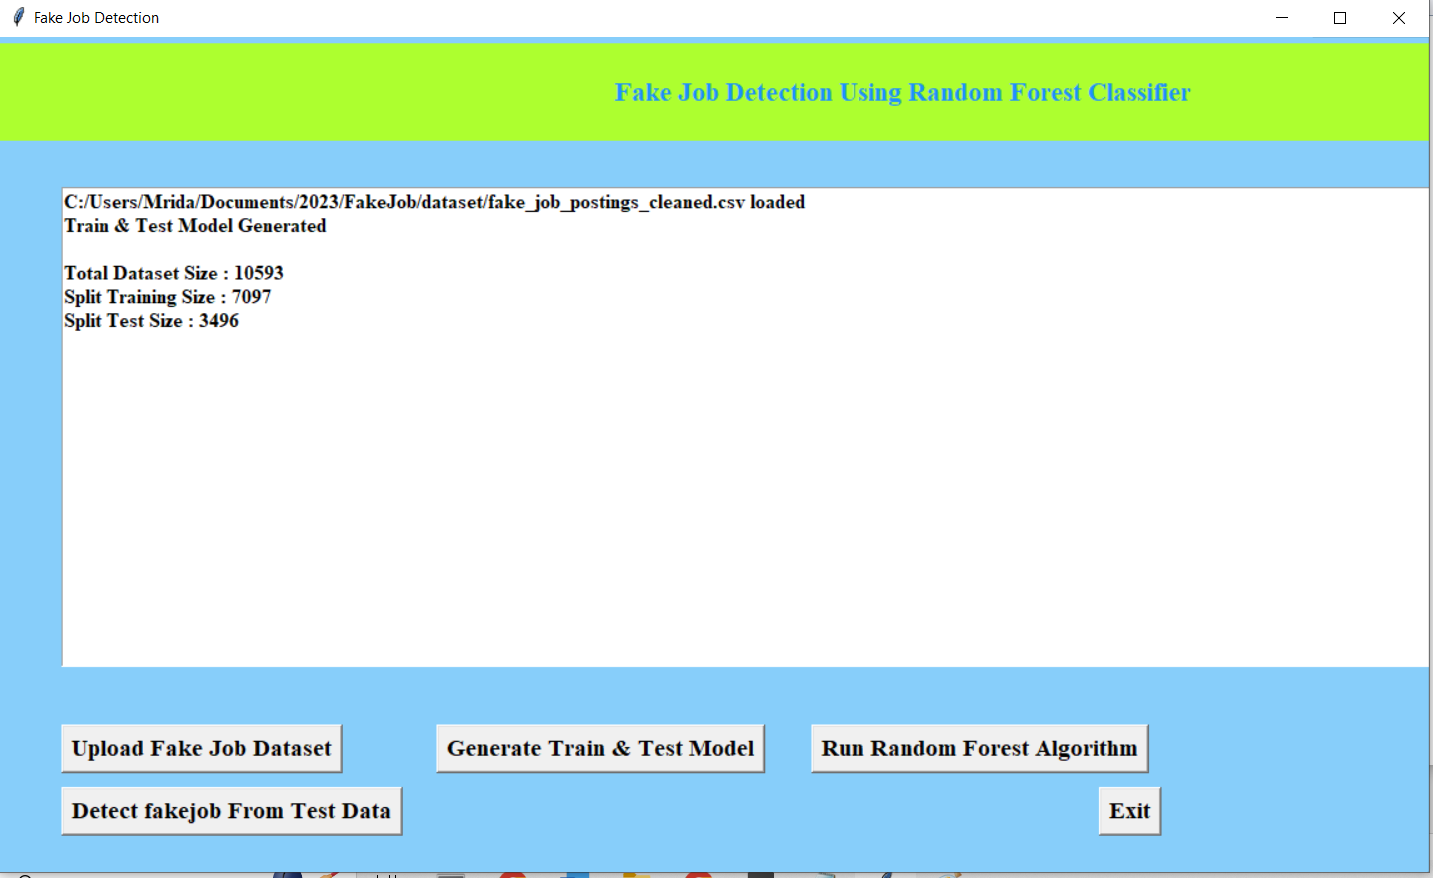 Fake Job Detection
Fake Job Detection Using Random Forest Classifier
C:/Users/Mrida/Documents/2023/FakeJob/dataset/fake_job_postings_cleaned.csv loaded
Train & Test Model Generated
Total Dataset Size : 10593
Split Training Size : 7097
Split Test Size : 3496
Upload Fake Job Dataset
Generate Train & Test Model
Run Random Forest Algorithm
Detect fakejob From Test Data
Exit